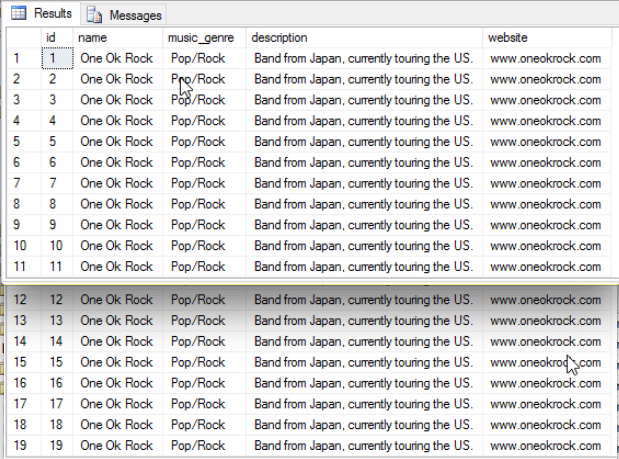 Results Messages
id name music_genre description website
1 1 One Ok Rock Pop/Rock Band from Japan, currently touring the US. www.oneokrock.com
2 2 One Ok Rock Pop/Rock Band from Japan, currently touring the US. www.oneokrock.com
3 3 One Ok Rock Pop/Rock Band from Japan, currently touring the US. www.oneokrock.com
4 4 One Ok Rock Pop/Rock Band from Japan, currently touring the US. www.oneokrock.com
5 5 One Ok Rock Pop/Rock Band from Japan, currently touring the US. www.oneokrock.com
6 6 One Ok Rock Pop/Rock Band from Japan, currently touring the US. www.oneokrock.com
7 7 One Ok Rock Pop/Rock Band from Japan, currently touring the US. www.oneokrock.com
8 8 One Ok Rock Pop/Rock Band from Japan, currently touring the US. www.oneokrock.com
9 9 One Ok Rock Pop/Rock Band from Japan, currently touring the US. www.oneokrock.com
10 10 One Ok Rock Pop/Rock Band from Japan, currently touring the US. www.oneokrock.com
11 11 One Ok Rock Pop/Rock Band from Japan, currently touring the US. www.oneokrock.com
12 12 One Ok Rock Pop/Rock Band from Japan, currently touring the US. www.oneokrock.com
13 13 One Ok Rock Pop/Rock Band from Japan, currently touring the US. www.oneokrock.com
14 14 One Ok Rock Pop/Rock Band from Japan, currently touring the US. www.oneokrock.com
15 15 One Ok Rock Pop/Rock Band from Japan, currently touring the US. www.oneokrock.com
16 16 One Ok Rock Pop/Rock Band from Japan, currently touring the US. www.oneokrock.com
17 17 One Ok Rock Pop/Rock Band from Japan, currently touring the US. www.oneokrock.com
18 18 One Ok Rock Pop/Rock Band from Japan, currently touring the US. www.oneokrock.com
19 19 One Ok Rock Pop/Rock Band from Japan, currently touring the US. www.oneokrock.com